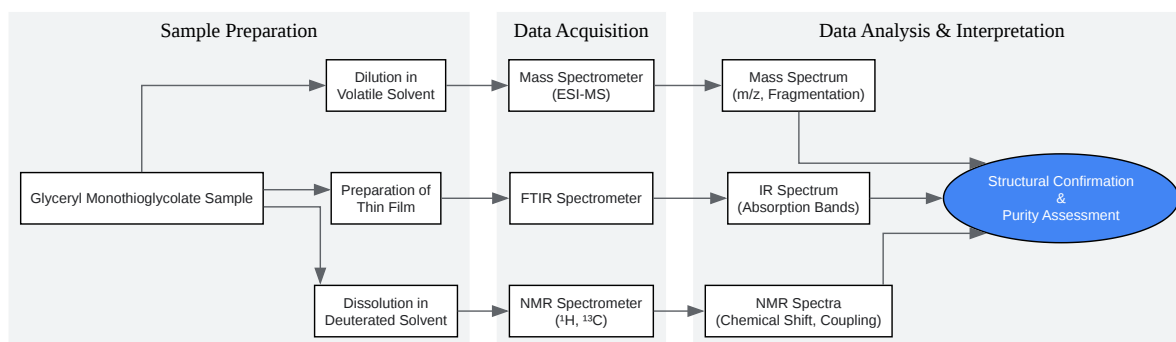 Sample Preparation
Data Acquisition
Data Analysis & Interpretation
Dilution in
Volatile Solvent
Mass Spectrometer
(ESI-MS)
Mass Spectrum
(m/z, Fragmentation)
Glyceryl Monothioglycolate Sample
Preparation of
Thin Film
FTIR Spectrometer
IR Spectrum
(Absorption Bands)
Structural Confirmation
&
Purity Assessment
Dissolution in
Deuterated Solvent
NMR Spectrometer
(¹H, ¹³C)
NMR Spectra
(Chemical Shift, Coupling)